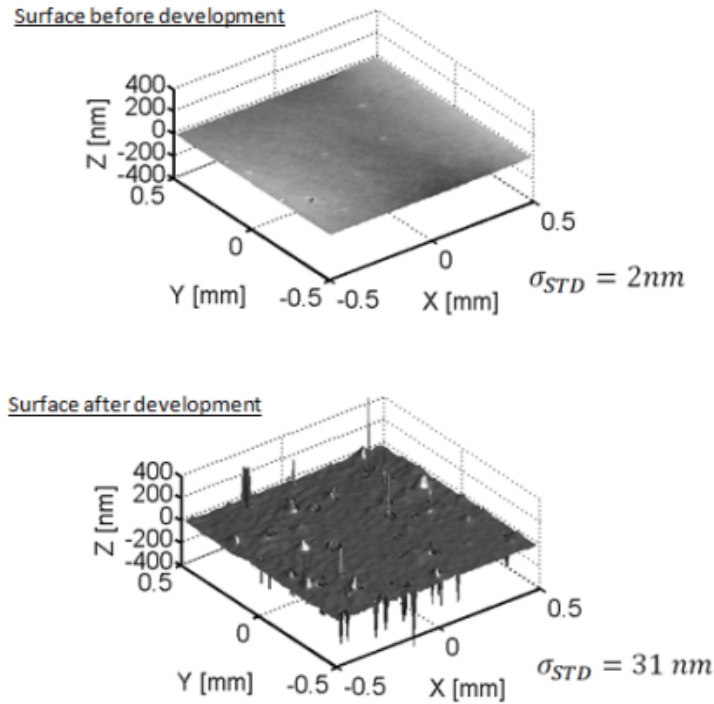 Surface before development
400
200
0
-200
-400
Z [nm]
0.5
0
-0.5
Y [mm]
-0.5
0
0.5
X [mm]
σSTD = 2nm
Surface after development
400
200
0
-200
-400
Z [nm]
0.5
0
-0.5
Y [mm]
-0.5
0
0.5
X [mm]
σSTD = 31 nm